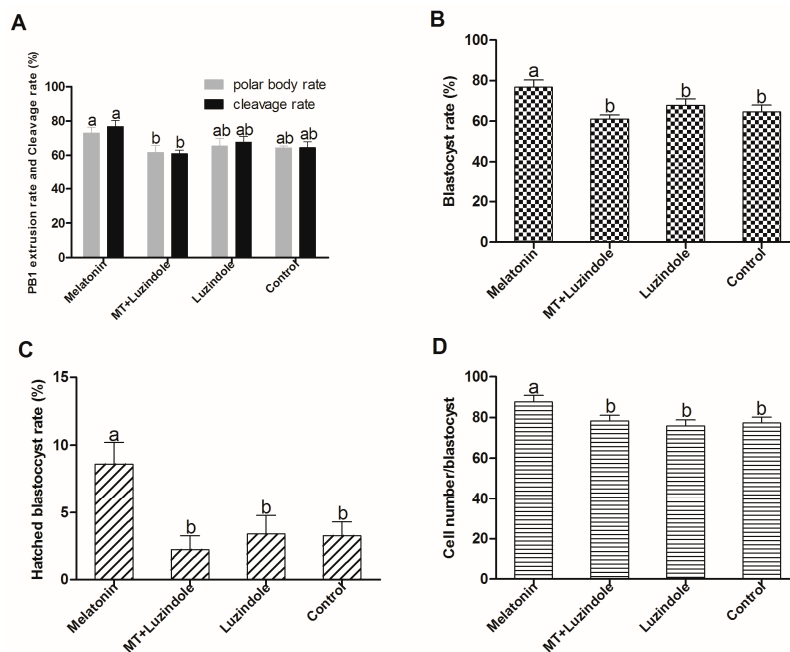 A
PB1 extrusion rate and Cleavage rate (%)
100
80
60
40
20
0
polar body rate
cleavage rate
a a b b ab ab ab ab
Melatonin
MT+Luzindole
Luzindole
Control
B
Blastocyst rate (%)
100
80
60
40
20
0
a b b b
Melatonin
MT+Luzindole
Luzindole
Control
C
Hatched blastoccyst rate (%)
15
10
5
0
a b b b
Melatonin
MT+Luzindole
Luzindole
Control
D
Cell number/blastocyst
100
80
60
40
20
0
a b b b
Melatonin
MT+Luzindole
Luzindole
Control